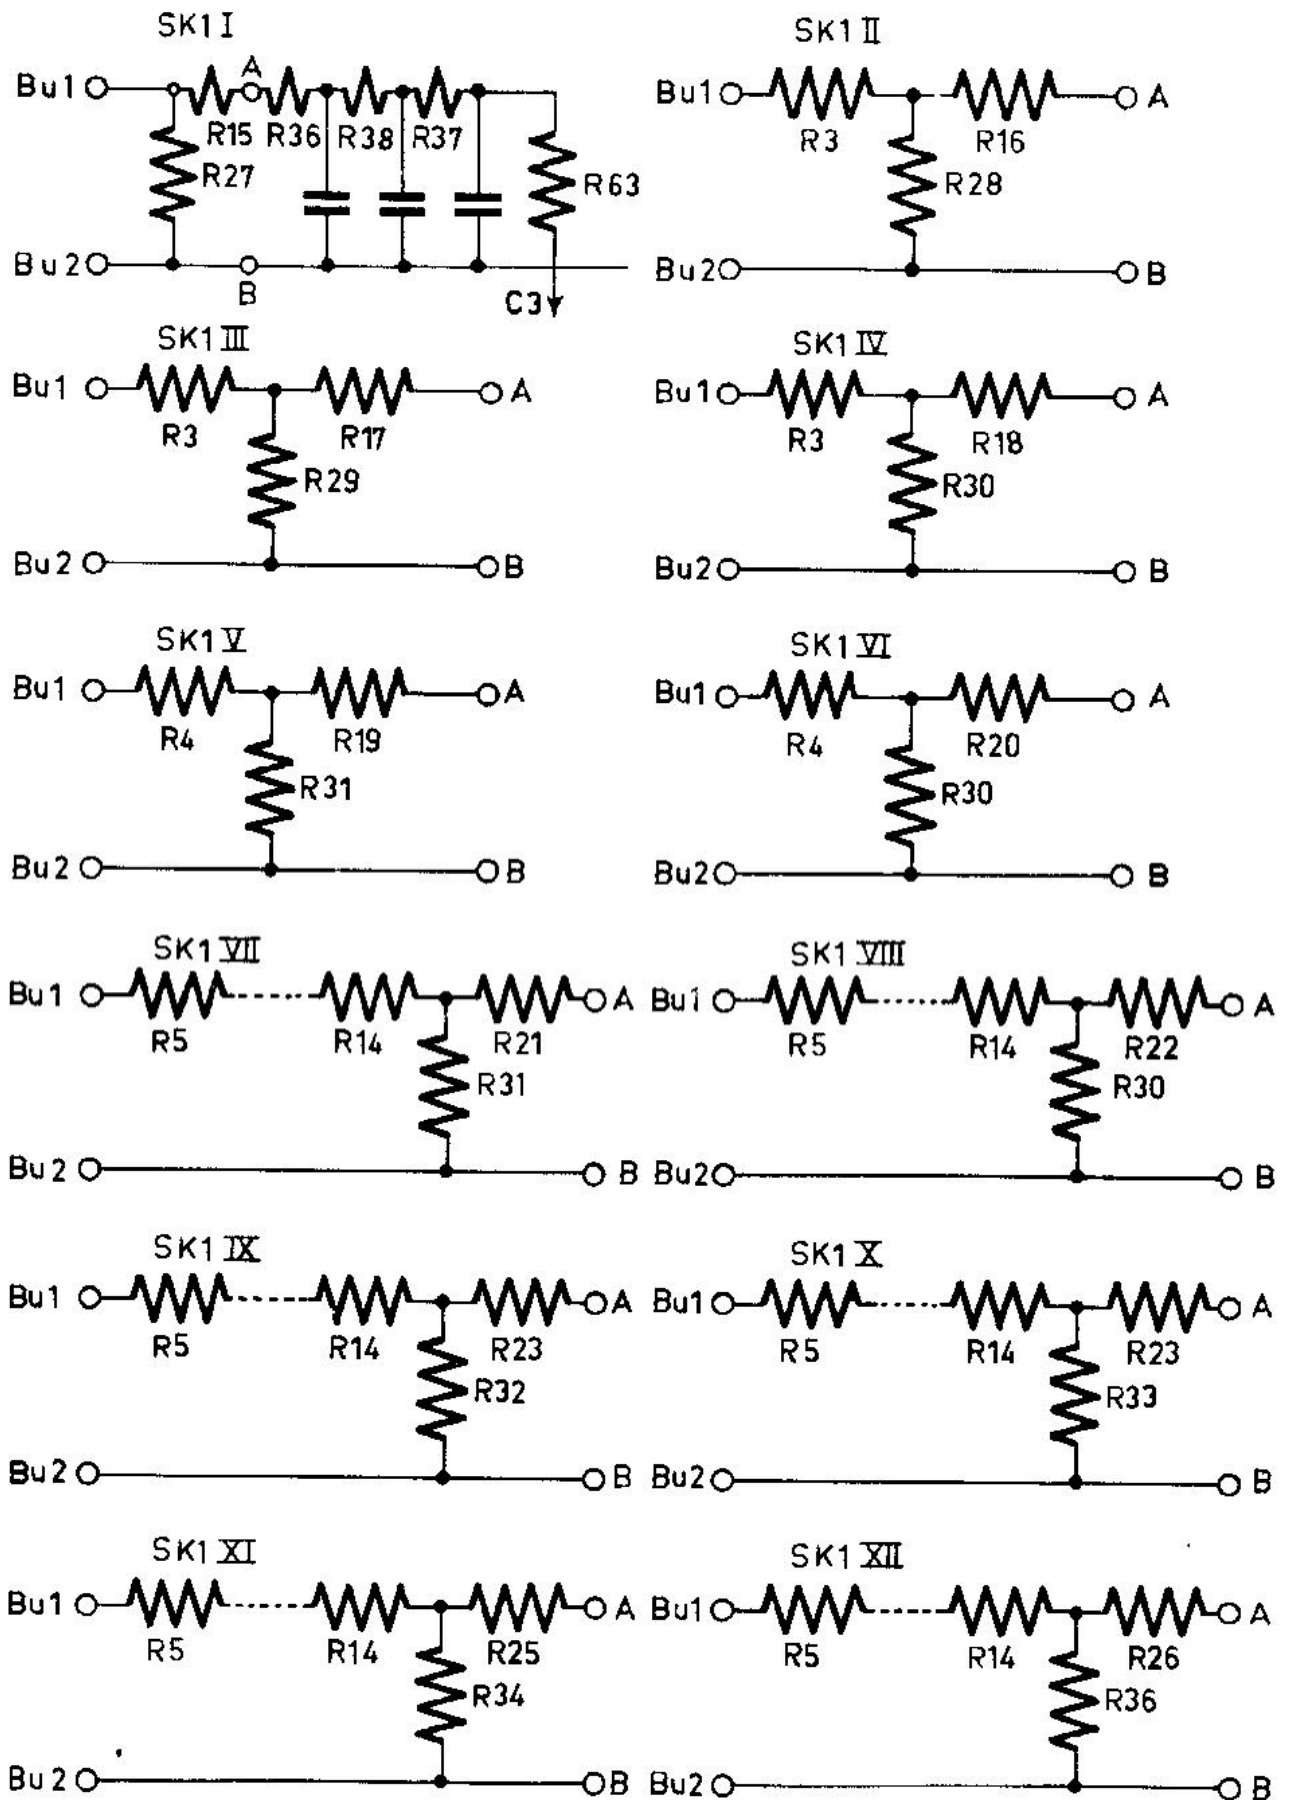 SK1 I
Bu1
A
R15 R36 R38 R37
R27
R63
Bu2
B
C3
SK1 II
Bu1
A
R3
R16
R28
Bu2
B
SK1 III
Bu1
A
R3
R17
R29
Bu2
B
SK1 IV
Bu1
A
R3
R18
R30
Bu2
B
SK1 V
Bu1
A
R4
R19
R31
Bu2
B
SK1 VI
Bu1
A
R4
R20
R30
Bu2
B
SK1 VII
Bu1
A
R5
R14
R21
R31
Bu2
B
SK1 VIII
Bu1
A
R5
R14
R22
R30
Bu2
B
SK1 IX
Bu1
A
R5
R14
R23
R32
Bu2
B
SK1 X
Bu1
A
R5
R14
R23
R33
Bu2
B
SK1 XI
Bu1
A
R5
R14
R25
R34
Bu2
B
SK1 XII
Bu1
A
R5
R14
R26
R36
Bu2
B